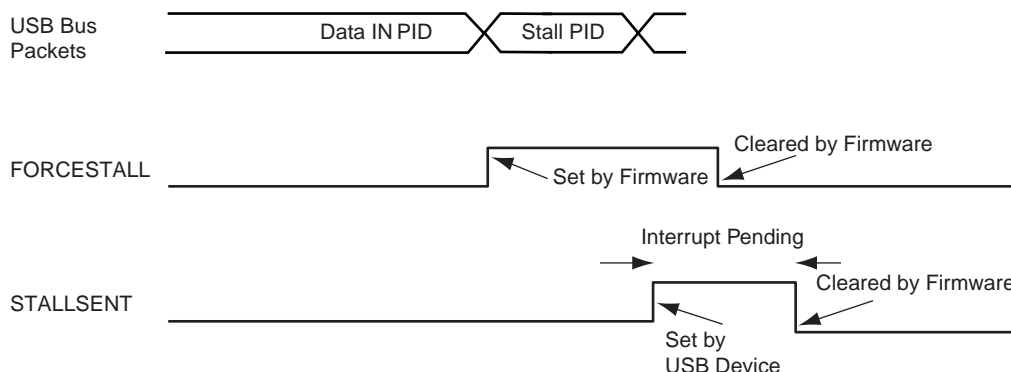 USB Bus
Packets
Data IN PID
Stall PID
FORCESTALL
Set by Firmware
Cleared by Firmware
Interrupt Pending
STALLSENT
Set by
USB Device
Cleared by Firmware